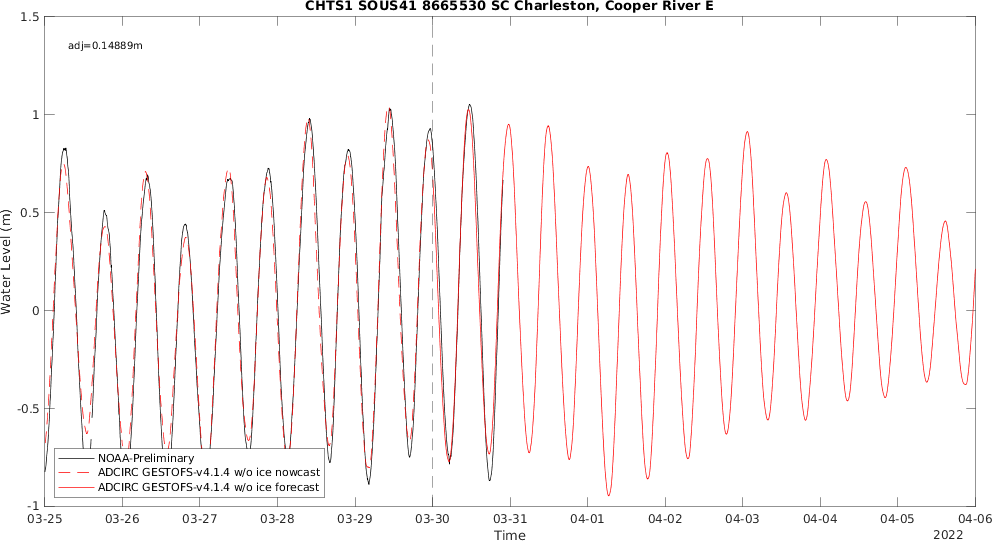 CHTS1 SOUS41 8665530 SC Charleston, Cooper River E
adj=0.14889m
1.5
1
0.5
0
-0.5
-1
Water Level (m)
NOAA-Preliminary
ADCIRC GESTOFS-v4.1.4 w/o ice nowcast
ADCIRC GESTOFS-v4.1.4 w/o ice forecast
03-25 03-26 03-27 03-28 03-29 03-30 03-31 04-01 04-02 04-03 04-04 04-05 04-06
Time
2022